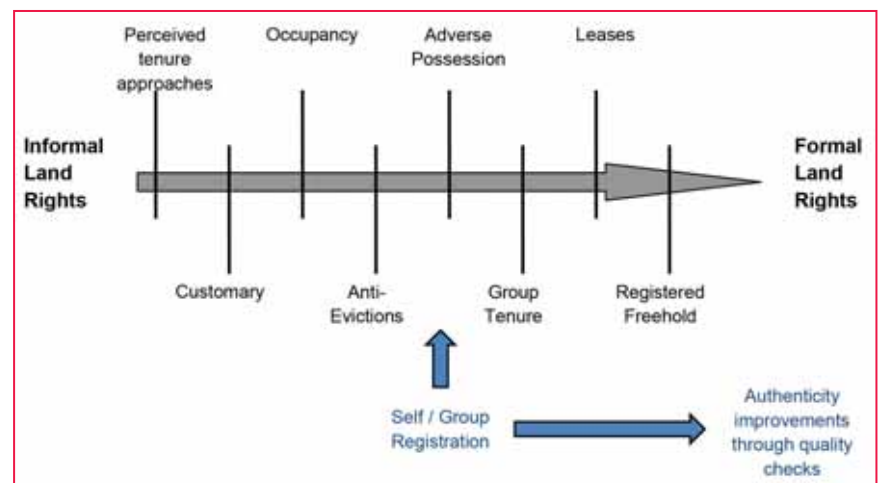 Perceived
tenure
approaches
Occupancy
Adverse
Possession
Leases
Informal
Land
Rights
Formal
Land
Rights
Customary
Anti-
Evictions
Group
Tenure
Registered
Freehold
Self / Group
Registration
Authenticity
improvements
through quality
checks